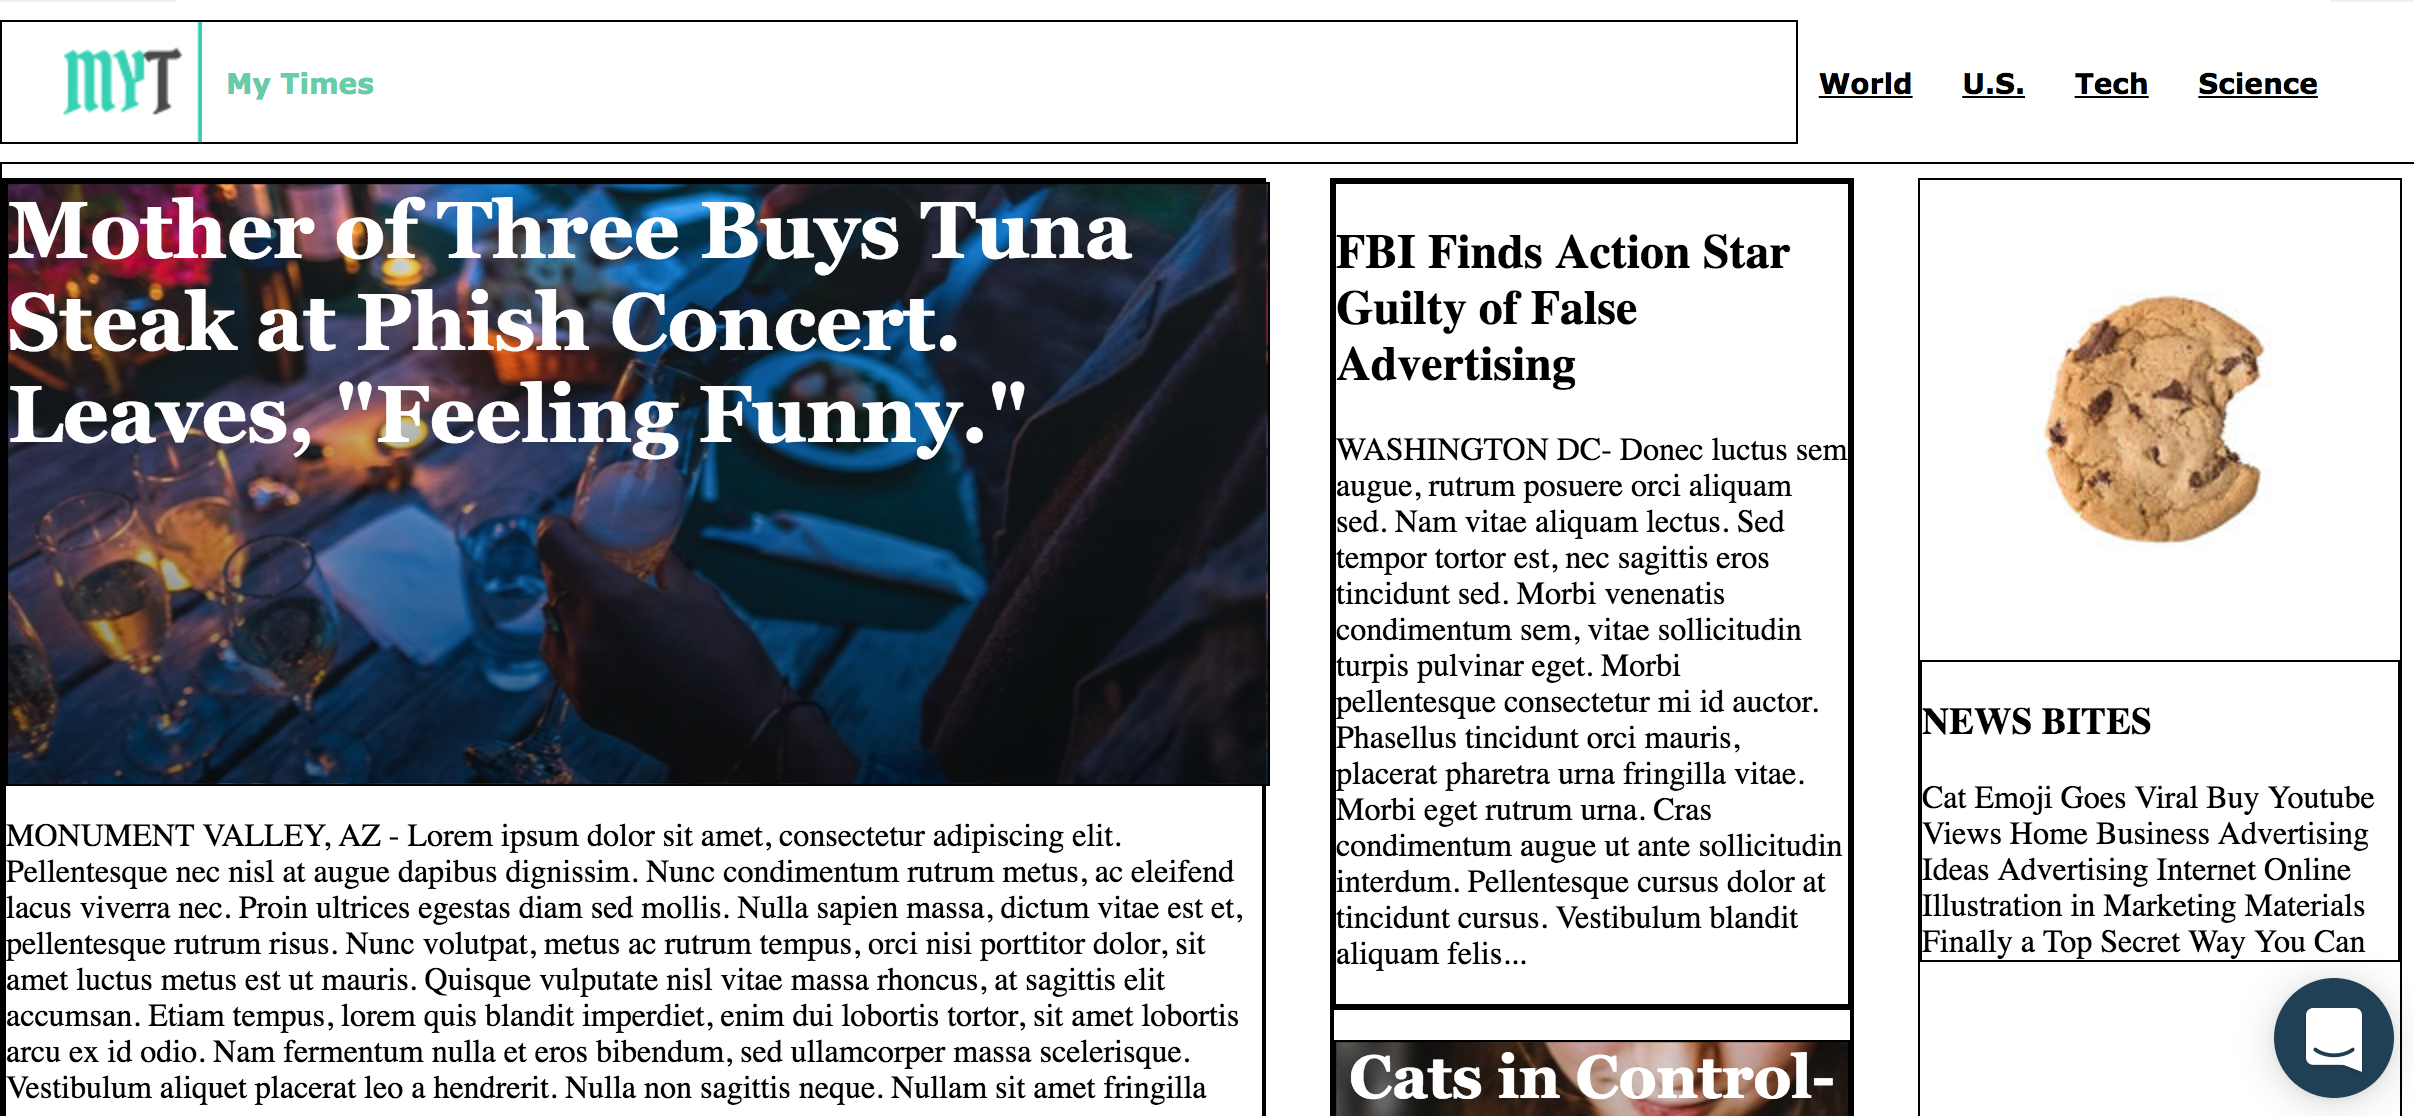 MYT
My Times
World U.S. Tech Science
Mother of Three Buys Tuna
Steak at Phish Concert.
Leaves, "Feeling Funny."
MONUMENT VALLEY, AZ - Lorem ipsum dolor sit amet, consectetur adipiscing elit.
Pellentesque nec nisl at augue dapibus dignissim. Nunc condimentum rutrum metus, ac eleifend
lacus viverra nec. Proin ultrices egestas diam sed mollis. Nulla sapien massa, dictum vitae est et,
pellentesque rutrum risus. Nunc volutpat, metus ac rutrum tempus, orci nisi porttitor dolor, sit
amet luctus metus est ut mauris. Quisque vulputate nisl vitae massa rhoncus, at sagittis elit
accumsan. Etiam tempus, lorem quis blandit imperdiet, enim dui lobortis tortor, sit amet lobortis
arcu ex id odio. Nam fermentum nulla et eros bibendum, sed ullamcorper massa scelerisque.
Vestibulum aliquet placerat leo a hendrerit. Nulla non sagittis neque. Nullam sit amet fringilla
FBI Finds Action Star
Guilty of False
Advertising
WASHINGTON DC- Donec luctus sem
augue, rutrum posuere orci aliquam
sed. Nam vitae aliquam lectus. Sed
tempor tortor est, nec sagittis eros
tincidunt sed. Morbi venenatis
condimentum sem, vitae sollicitudin
turpis pulvinar eget. Morbi
pellentesque consectetur mi id auctor.
Phasellus tincidunt orci mauris,
placerat pharetra urna fringilla vitae.
Morbi eget rutrum urna. Cras
condimentum augue ut ante sollicitudin
interdum. Pellentesque cursus dolor at
tincidunt cursus. Vestibulum blandit
aliquam felis...
Cats in Control-
NEWS BITES
Cat Emoji Goes Viral Buy Youtube
Views Home Business Advertising
Ideas Advertising Internet Online
Illustration in Marketing Materials
Finally a Top Secret Way You Can